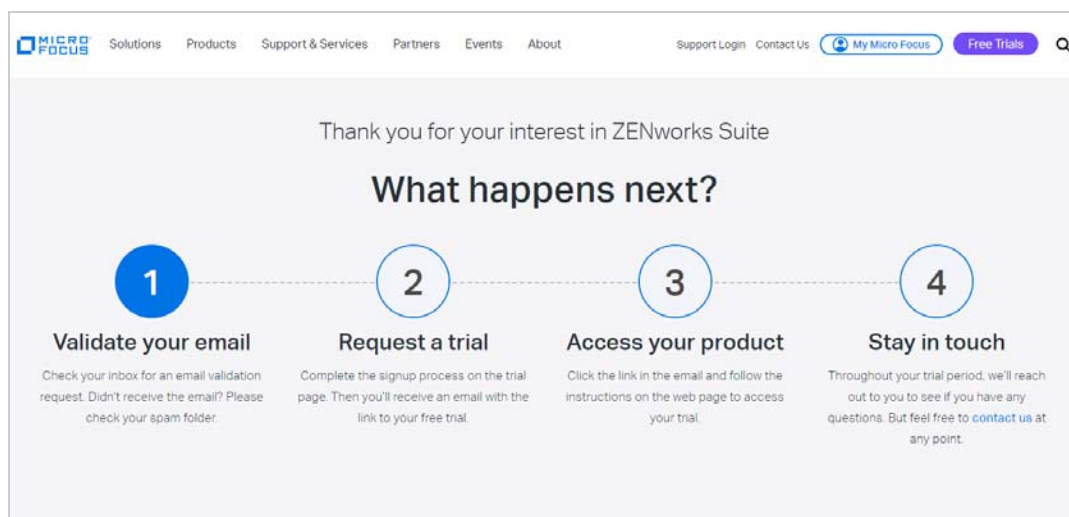 MICRO FOCUS Solutions Products Support & Services Partners Events About Support Login Contact Us My Micro Focus Free Trials
Thank you for your interest in ZENworks Suite
What happens next?
1 2 3 4
Validate your email
Check your inbox for an email validation
request. Didn't receive the email? Please
check your spam folder.
Request a trial
Complete the signup process on the trial
page. Then you'll receive an email with the
link to your free trial.
Access your product
Click the link in the email and follow the
instructions on the web page to access
your trial.
Stay in touch
Throughout your trial period, we'll reach
out to you to see if you have any
questions. But feel free to contact us at
any point.